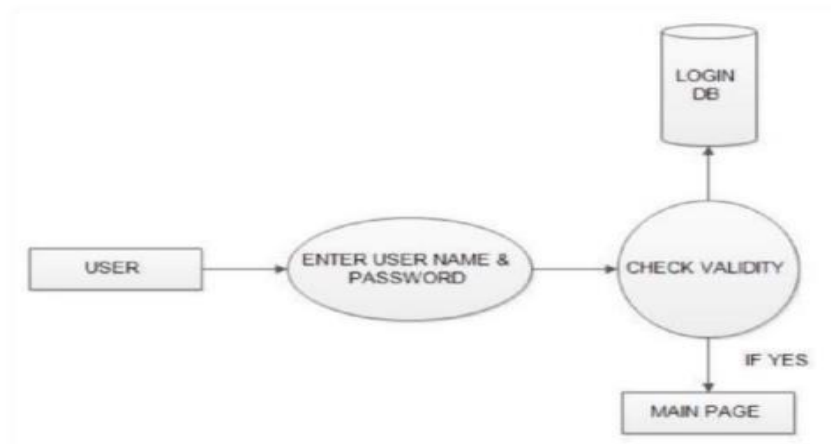 LOGIN
DB
USER
ENTER USER NAME &
PASSWORD
CHECK VALIDITY
IF YES
MAIN PAGE